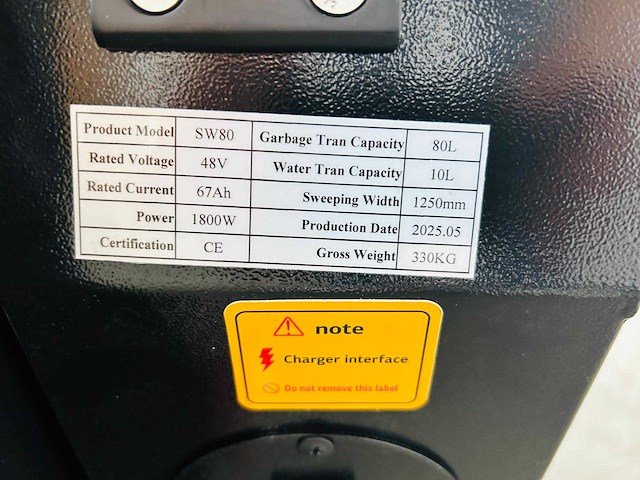 Product Model SW80 Garbage Tran Capacity 80L
Rated Voltage 48V Water Tran Capacity 10L
Rated Current 67Ah Sweeping Width 1250mm
Power 1800W Production Date 2025.05
Certification CE Gross Weight 330KG
note
Charger interface
Do not remove this label